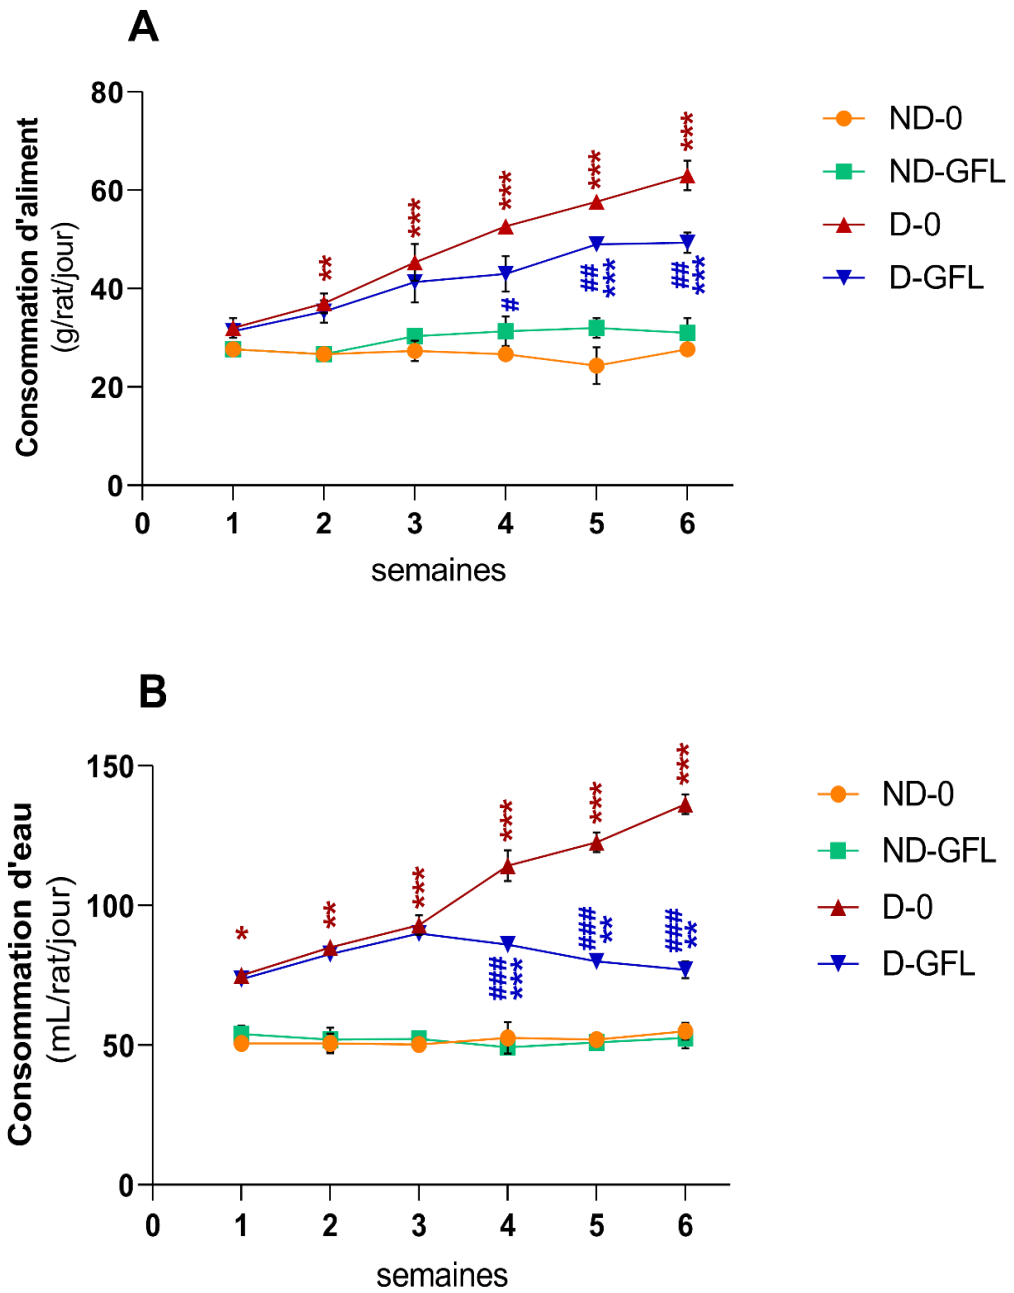 A
Consommation d'aliment
(g/rat/jour)
80
60
40
20
0
**
***
***
***
***
#
##
***
##
***
0 1 2 3 4 5 6
semaines
ND-0
ND-GFL
D-0
D-GFL
B
Consommation d'eau
(mL/rat/jour)
150
100
50
0
*
**
***
***
***
***
###
***
###
**
###
**
0 1 2 3 4 5 6
semaines
ND-0
ND-GFL
D-0
D-GFL